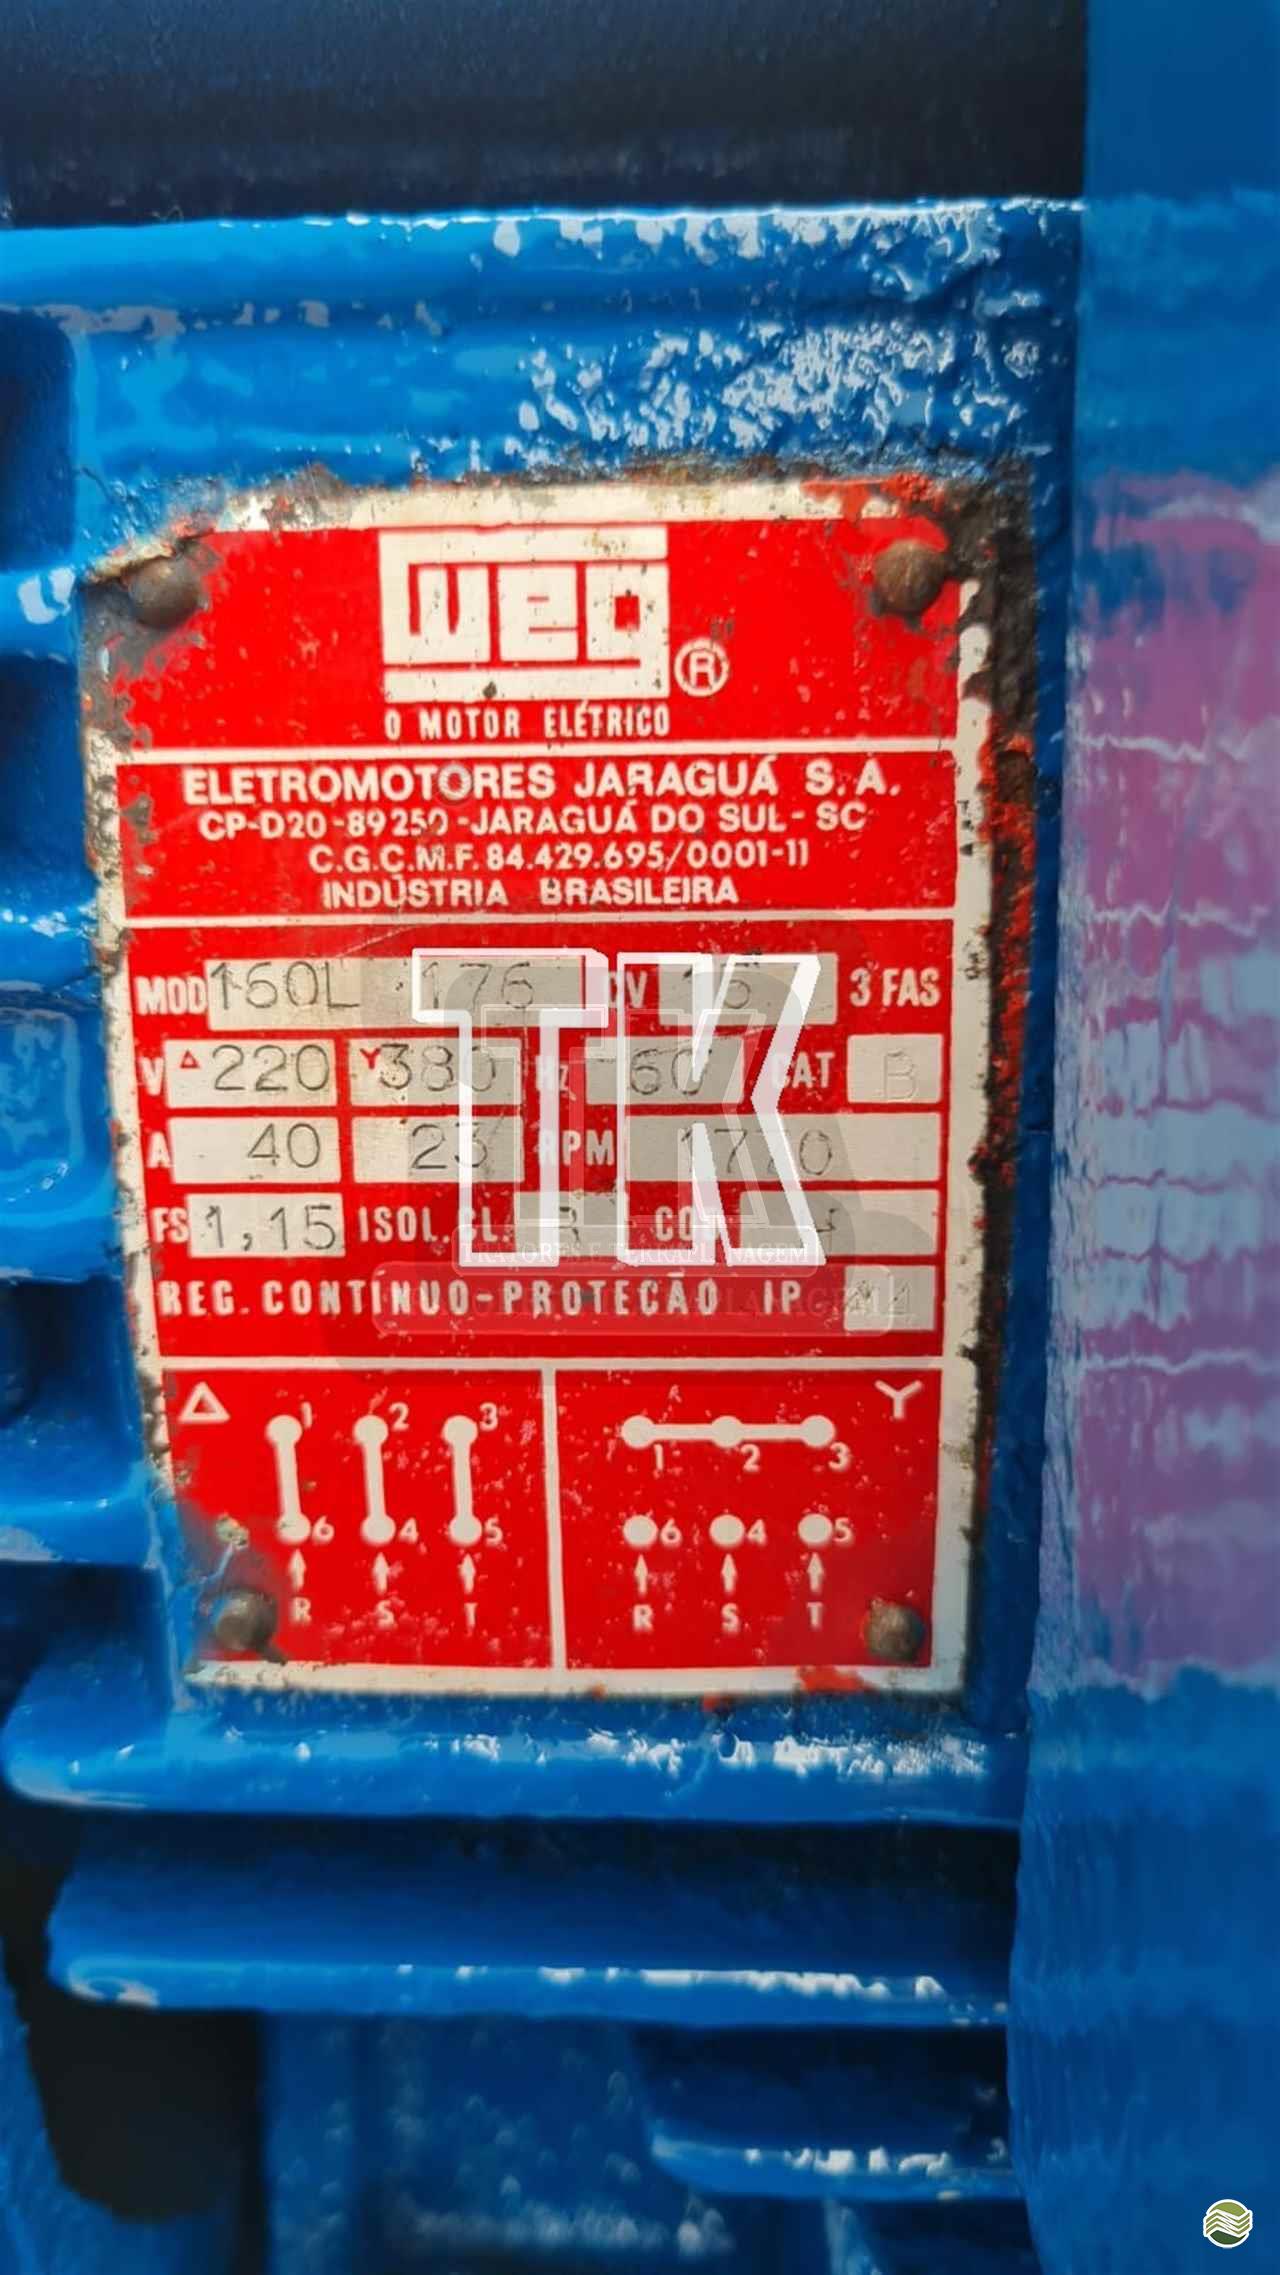 weg ®
O MOTOR ELÉTRICO
ELETROMOTORES JARAGUÁ S.A.
CP-D20-89250-JARAGUÁ DO SUL-SC
C.G.C.M.F. 84.429.695/0001-11
INDÚSTRIA BRASILEIRA
MOD 160L 176 CV 15 3 FAS
V Δ 220 Y 380 Hz 60 CAT B
A 40 23 RPM
FS 1,15 ISOL.CL. B COD H
REG. CONTÍNUO-PROTEÇÃO IP
TK
TRATORES E TERRAPLANAGEM
Δ 1 2 3 Y 1 2 3
6 4 5 6 4 5
R S T R S T